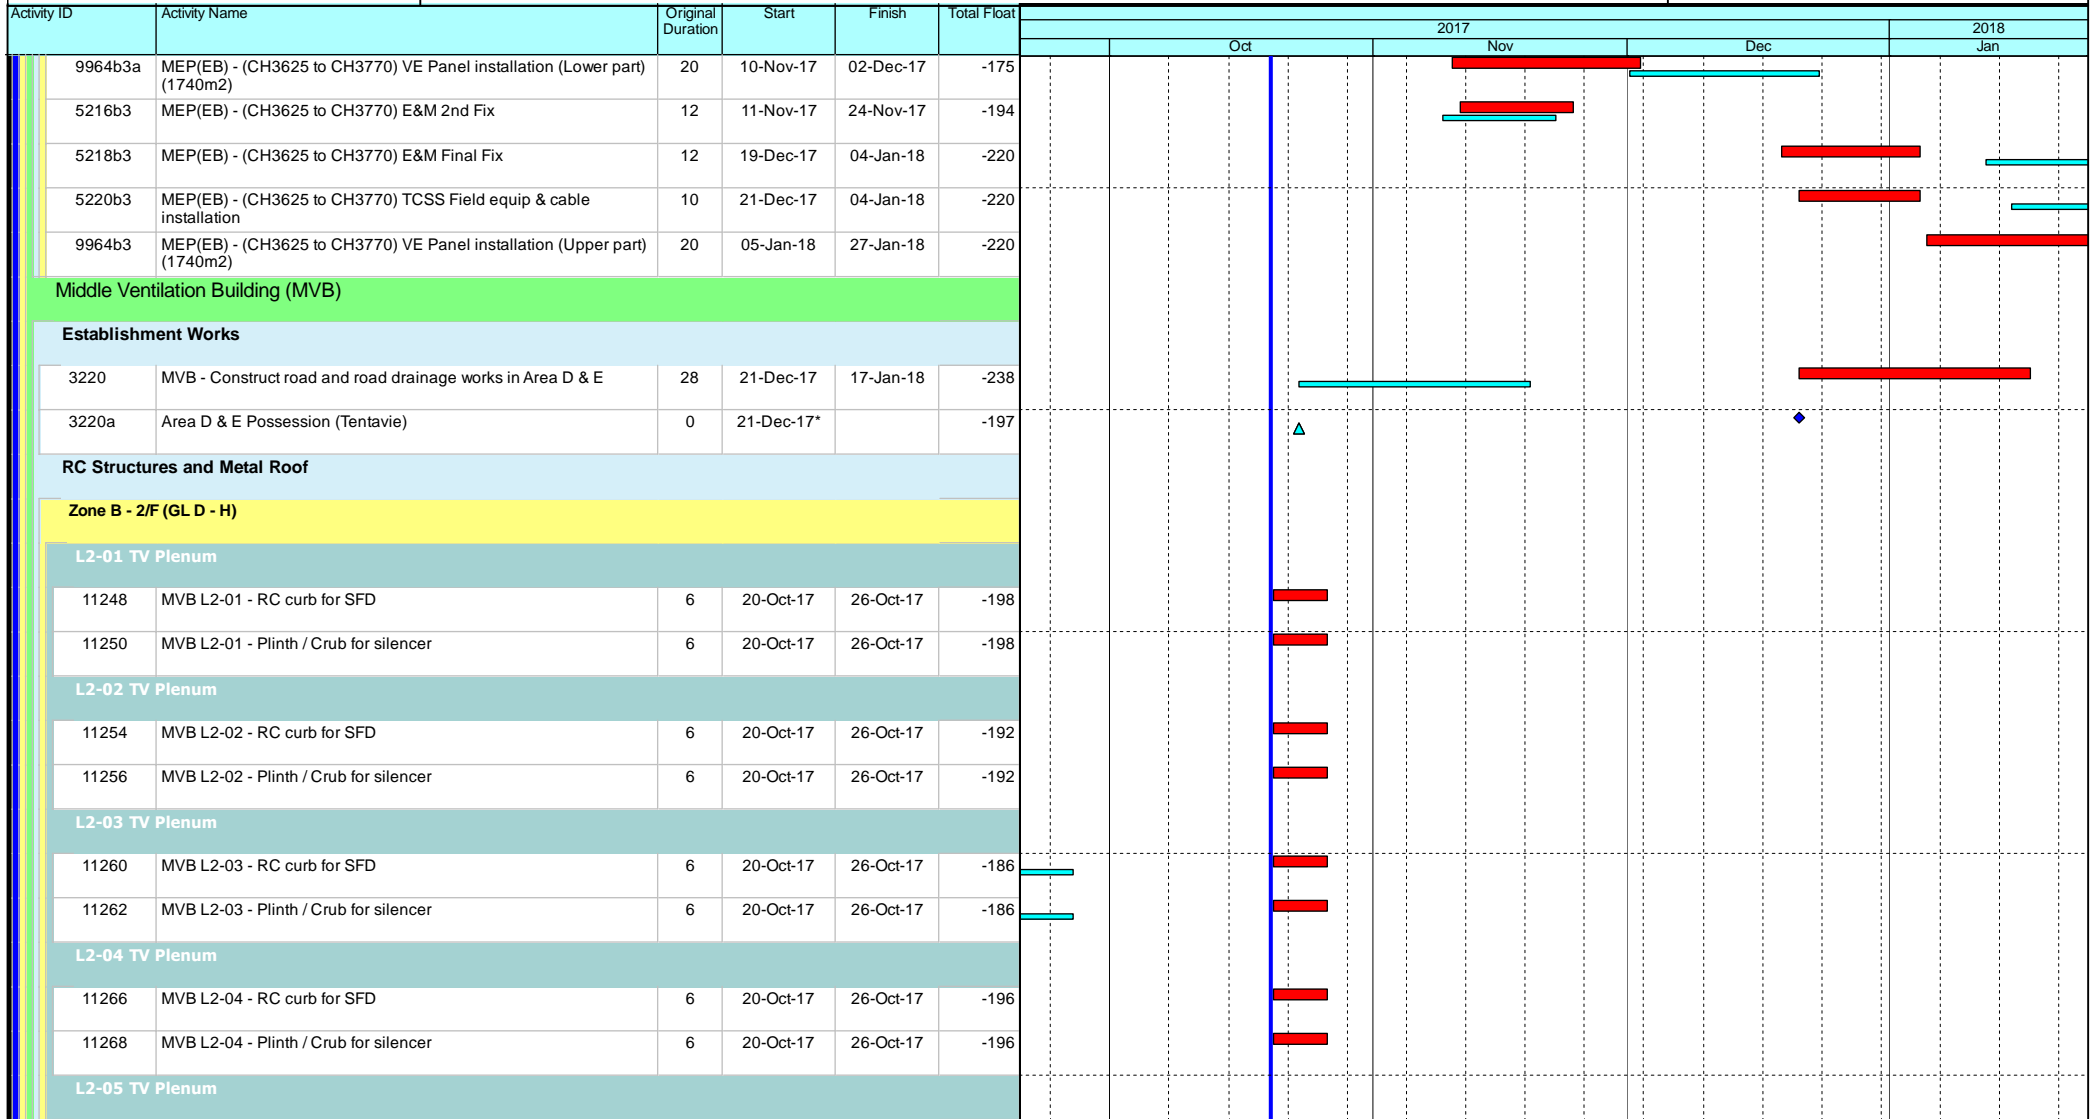 Activity ID Activity Name Original Duration Start Finish Total Float
2017 2018
Oct Nov Dec Jan
9964b3a MEP(EB) - (CH3625 to CH3770) VE Panel installation (Lower part) 20 10-Nov-17 02-Dec-17 -175
(1740m2)
5216b3 MEP(EB) - (CH3625 to CH3770) E&M 2nd Fix 12 11-Nov-17 24-Nov-17 -194
5218b3 MEP(EB) - (CH3625 to CH3770) E&M Final Fix 12 19-Dec-17 04-Jan-18 -220
5220b3 MEP(EB) - (CH3625 to CH3770) TCSS Field equip & cable 10 21-Dec-17 04-Jan-18 -220
installation
9964b3 MEP(EB) - (CH3625 to CH3770) VE Panel installation (Upper part) 20 05-Jan-18 27-Jan-18 -220
(1740m2)
Middle Ventilation Building (MVB)
Establishment Works
3220 MVB - Construct road and road drainage works in Area D & E 28 21-Dec-17 17-Jan-18 -238
3220a Area D & E Possession (Tentavie) 0 21-Dec-17* -197
RC Structures and Metal Roof
Zone B - 2/F (GL D - H)
L2-01 TV Plenum
11248 MVB L2-01 - RC curb for SFD 6 20-Oct-17 26-Oct-17 -198
11250 MVB L2-01 - Plinth / Crub for silencer 6 20-Oct-17 26-Oct-17 -198
L2-02 TV Plenum
11254 MVB L2-02 - RC curb for SFD 6 20-Oct-17 26-Oct-17 -192
11256 MVB L2-02 - Plinth / Crub for silencer 6 20-Oct-17 26-Oct-17 -192
L2-03 TV Plenum
11260 MVB L2-03 - RC curb for SFD 6 20-Oct-17 26-Oct-17 -186
11262 MVB L2-03 - Plinth / Crub for silencer 6 20-Oct-17 26-Oct-17 -186
L2-04 TV Plenum
11266 MVB L2-04 - RC curb for SFD 6 20-Oct-17 26-Oct-17 -196
11268 MVB L2-04 - Plinth / Crub for silencer 6 20-Oct-17 26-Oct-17 -196
L2-05 TV Plenum